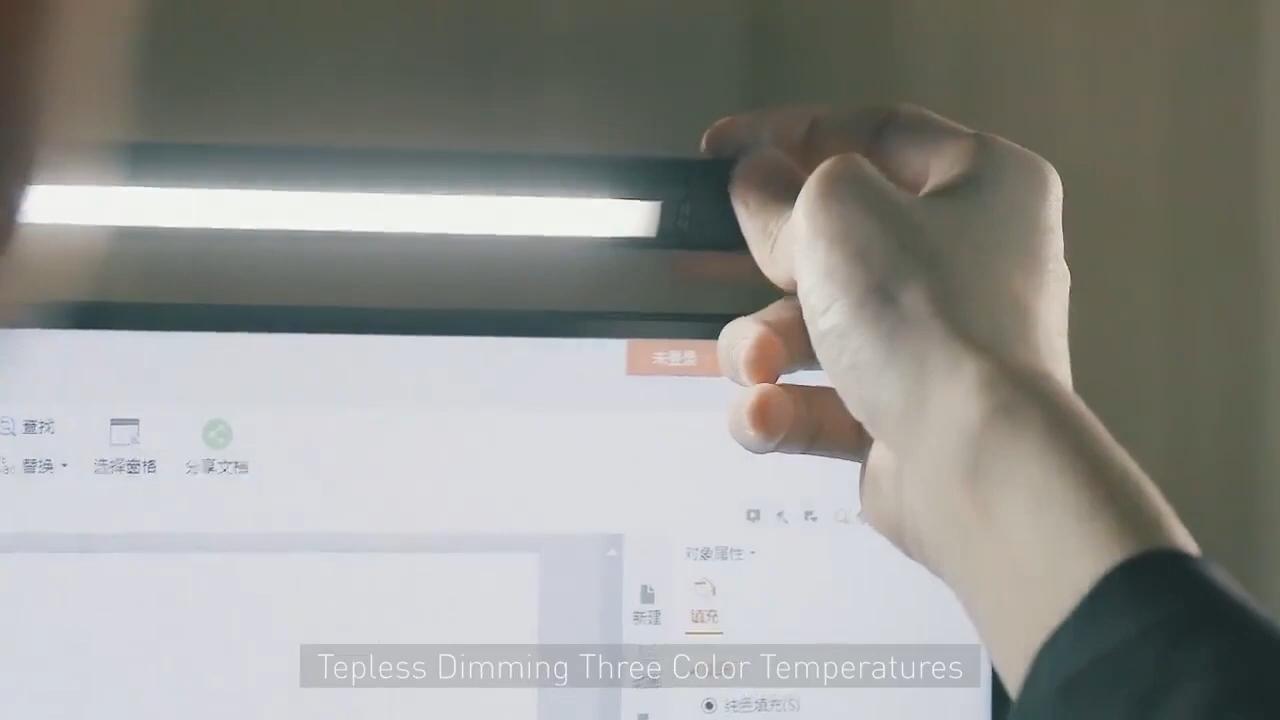 未登录
查找
替换
选择窗格
分享文档
对象属性
新建
填充
Tepless Dimming Three Color Temperatures
纯色填充(S)